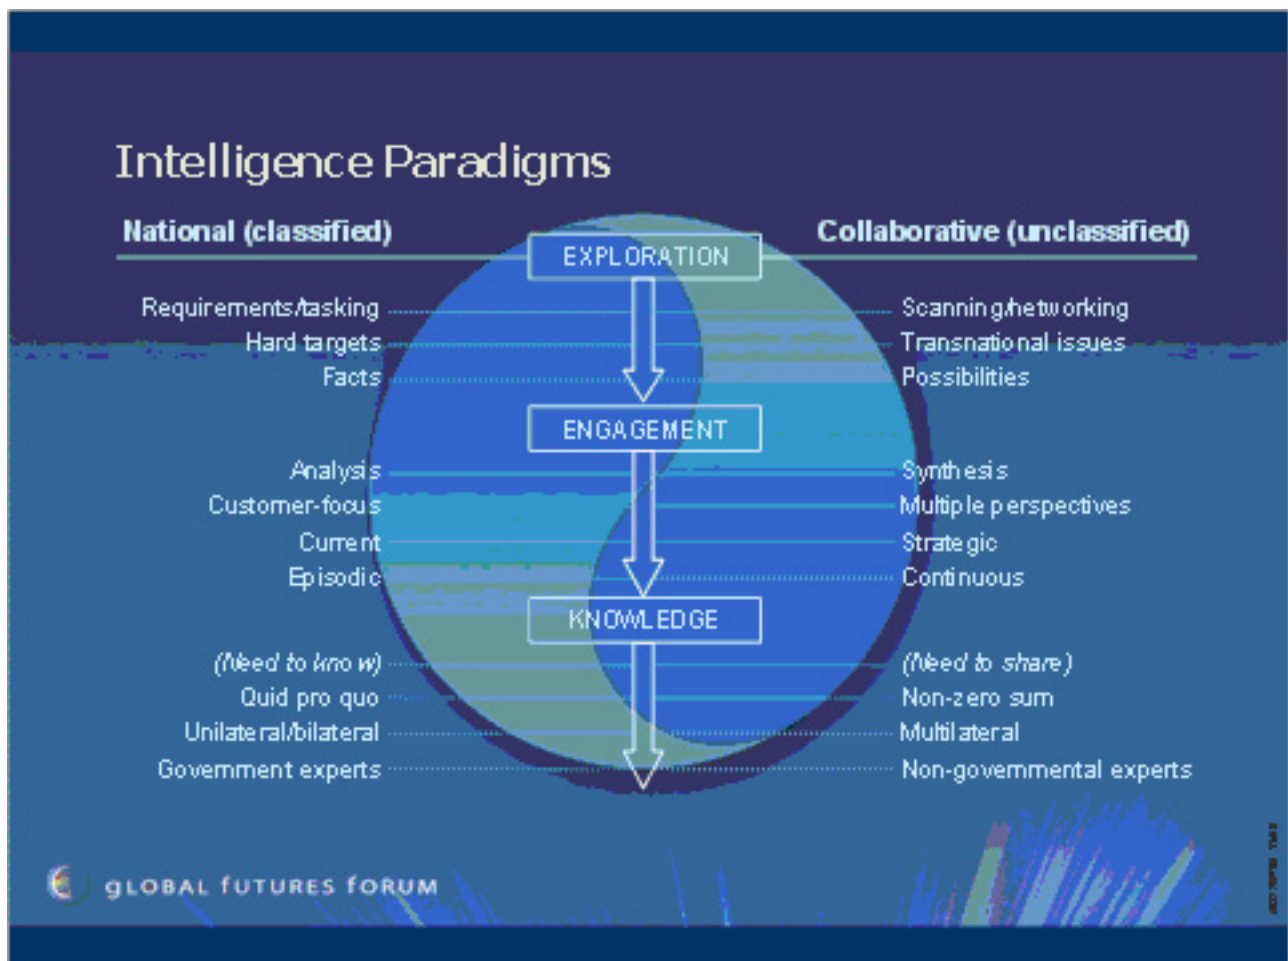 Intelligence Paradigms
National (classified)
Collaborative (unclassified)
EXPLORATION
Requirements/tasking
Scanning/networking
Hard targets
Transnational issues
Facts
Possibilities
ENGAGEMENT
Analysis
Synthesis
Customer-focus
Multiple perspectives
Current
Strategic
Episodic
Continuous
KNOWLEDGE
(Need to know)
(Need to share)
Quid pro quo
Non-zero sum
Unilateral/bilateral
Multilateral
Government experts
Non-governmental experts
gLOBAL fUTURES fORUM